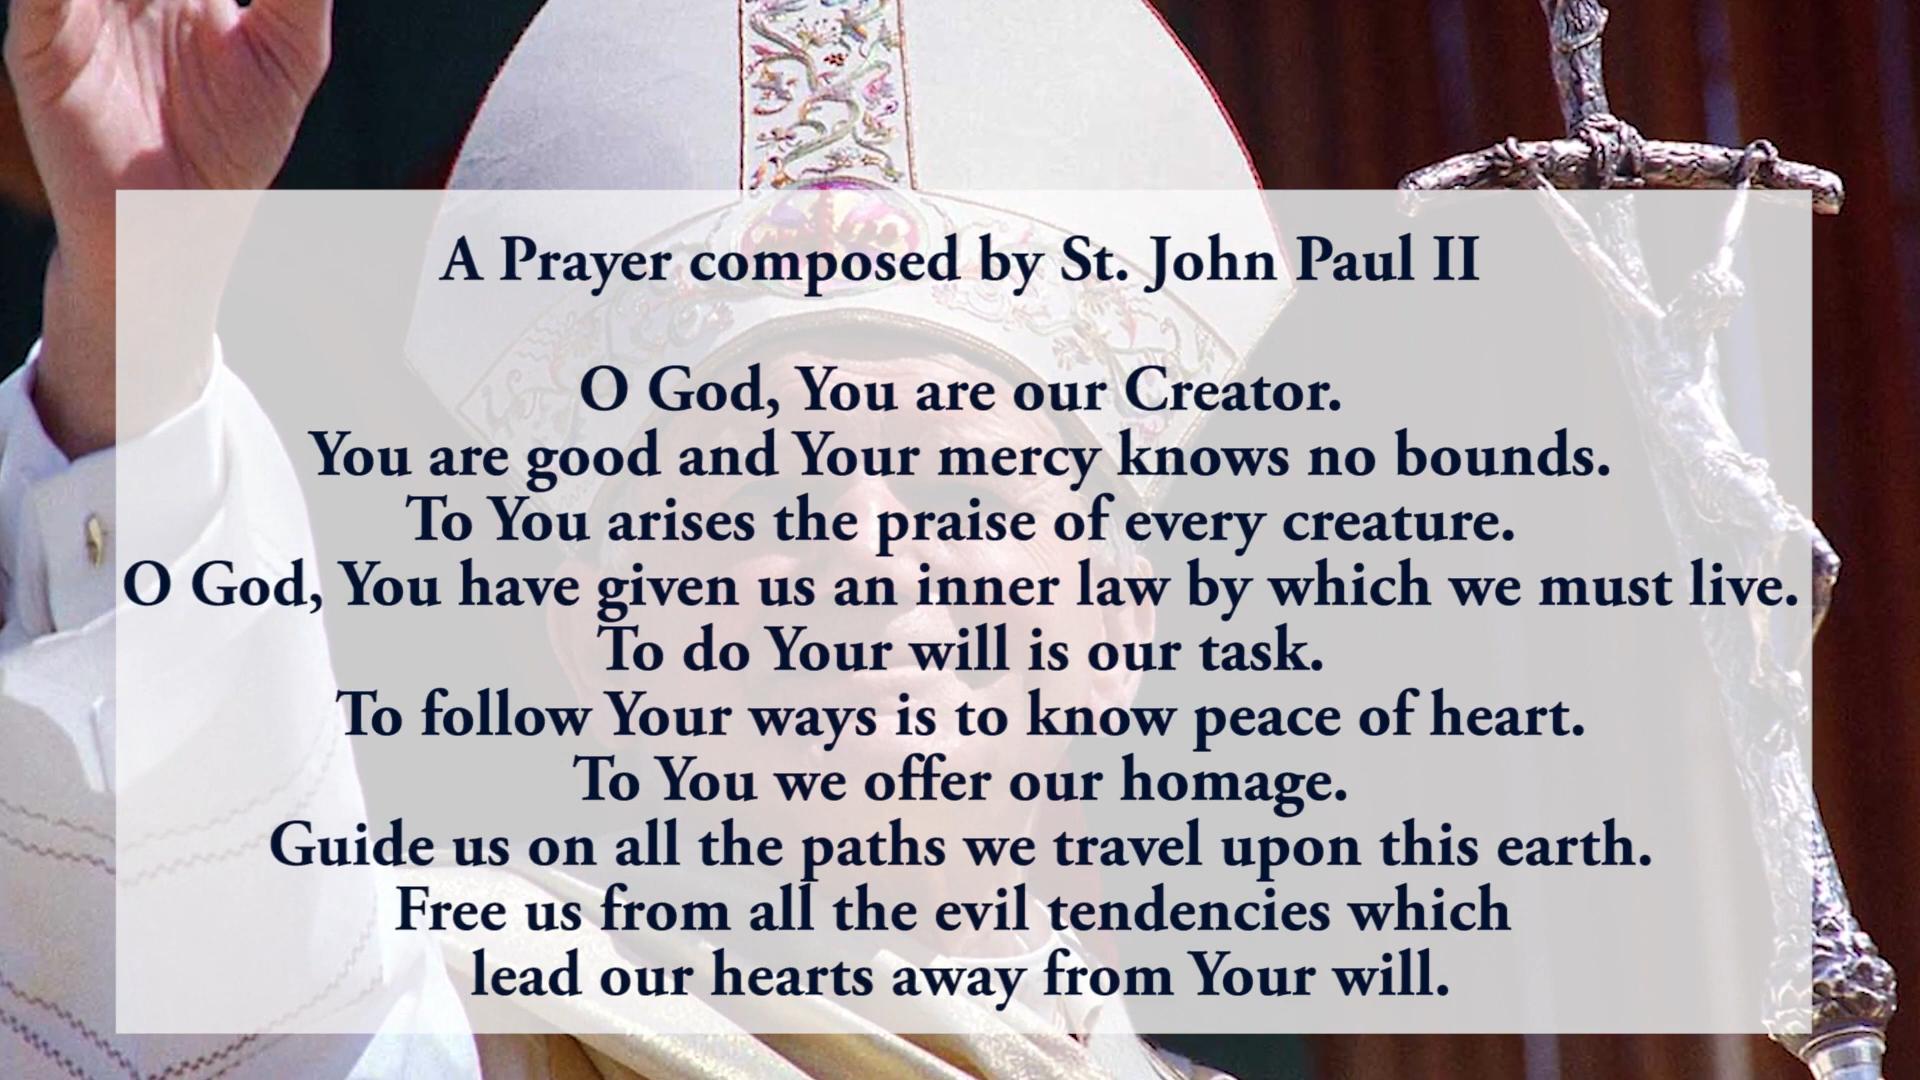 A Prayer composed by St. John Paul II
O God, You are our Creator.
You are good and Your mercy knows no bounds.
To You arises the praise of every creature.
O God, You have given us an inner law by which we must live.
To do Your will is our task.
To follow Your ways is to know peace of heart.
To You we offer our homage.
Guide us on all the paths we travel upon this earth.
Free us from all the evil tendencies which
lead our hearts away from Your will.